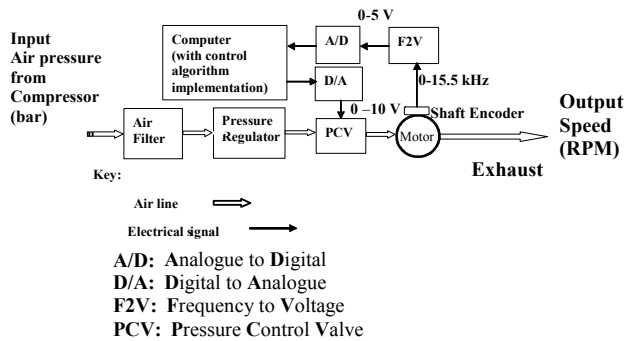 Input
Air pressure
from
Compressor
(bar)
Computer
(with control
algorithm
implementation)
A/D
0-5 V
F2V
D/A
0-15.5 kHz
0 –10 V
Shaft Encoder
Air
Filter
Pressure
Regulator
PCV
Motor
Output
Speed
(RPM)
Exhaust
Key:
Air line
Electrical signal
A/D: Analogue to Digital
D/A: Digital to Analogue
F2V: Frequency to Voltage
PCV: Pressure Control Valve